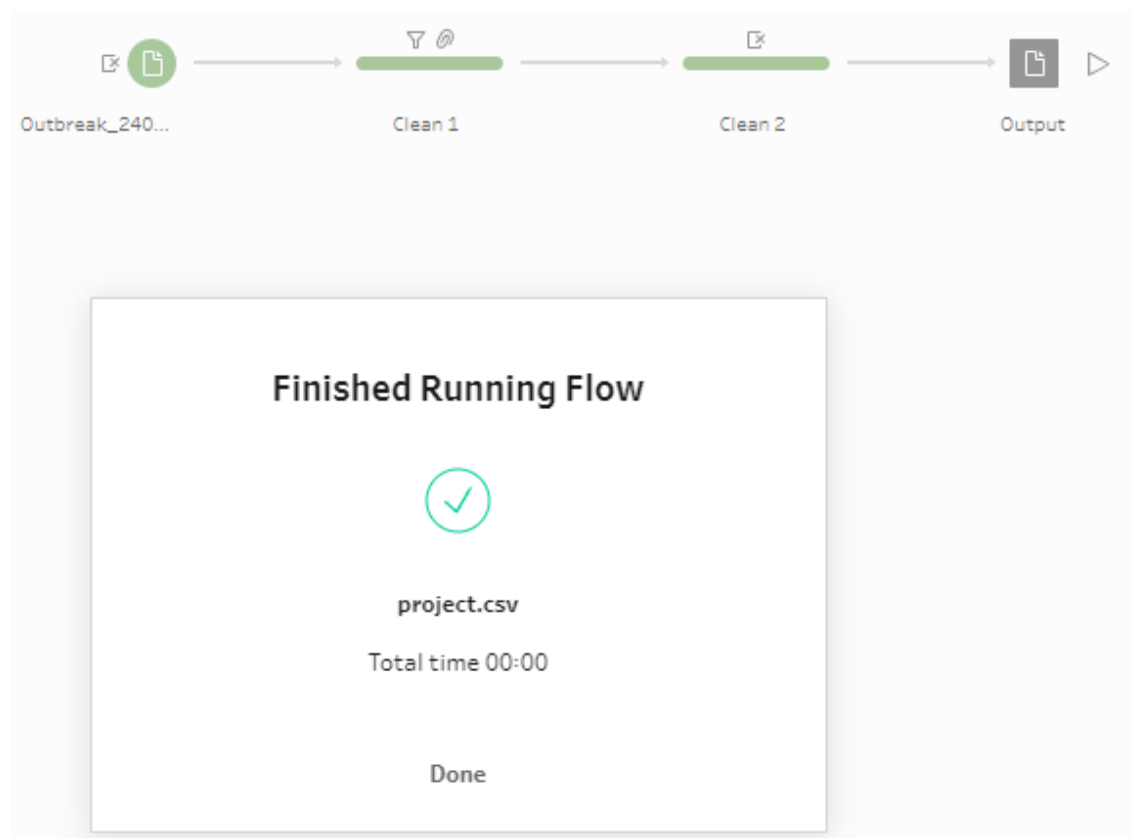 Outbreak_240...
Clean 1
Clean 2
Output
Finished Running Flow
project.csv
Total time 00:00
Done